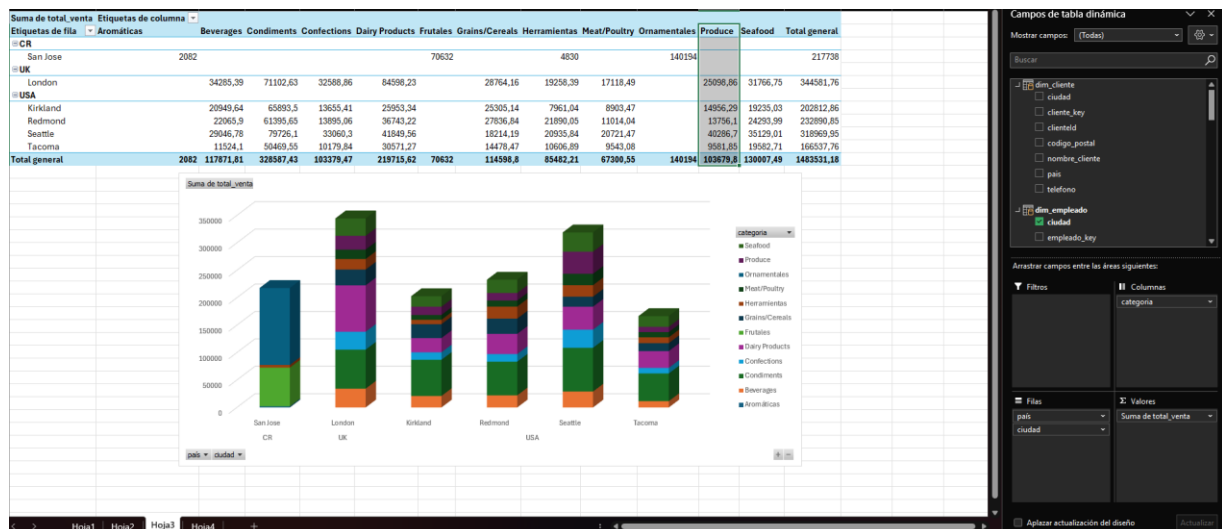 Suma de total_venta Etiquetas de columna
Etiquetas de fila Aromáticas Beverages Condiments Confections Dairy Products Frutales Grains/Cereals Herramientas Meat/Poultry Ornamentales Produce Seafood Total general
CR
San Jose 2082 70632 4830 140194 217738
UK
London 34285,39 71102,63 32588,86 84598,23 28764,16 19258,39 17118,49 25098,86 31766,75 344581,76
USA
Kirkland 20949,64 65893,5 13655,41 25953,34 25305,14 7961,04 8903,47 14956,29 19235,03 202812,86
Redmond 22065,9 61395,65 13895,06 36743,22 27836,84 21890,05 11014,04 13756,1 24293,99 232890,85
Seattle 29046,78 79726,1 33060,3 41849,56 18214,19 20935,84 20721,47 40286,7 35129,01 318969,95
Tacoma 11524,1 50469,55 10179,84 30571,27 14478,47 10606,89 9543,08 9581,85 19582,71 166537,76
Total general 2082 117871,81 328587,43 103379,47 219715,62 70632 114598,8 85482,21 67300,55 140194 103679,8 130007,49 1483531,18
Suma de total_venta
350000
300000
250000
200000
150000
100000
50000
0
San Jose London Kirkland Redmond Seattle Tacoma
CR UK USA
categoria
Seafood
Produce
Ornamentales
Meat/Poultry
Herramientas
Grains/Cereals
Frutales
Dairy Products
Confections
Condiments
Beverages
Aromáticas
país ciudad
+ −
Hoja1 Hoja2 Hoja3 Hoja4 +
Campos de tabla dinámica
Mostrar campos: (Todas)
Buscar
dim_cliente
ciudad
cliente_key
clienteId
codigo_postal
nombre_cliente
pais
telefono
dim_empleado
ciudad
empleado_key
Arrastrar campos entre las áreas siguientes:
Filtros
Columnas
categoria
Filas
país
ciudad
Σ Valores
Suma de total_venta
Aplazar actualización del diseño
Actualizar